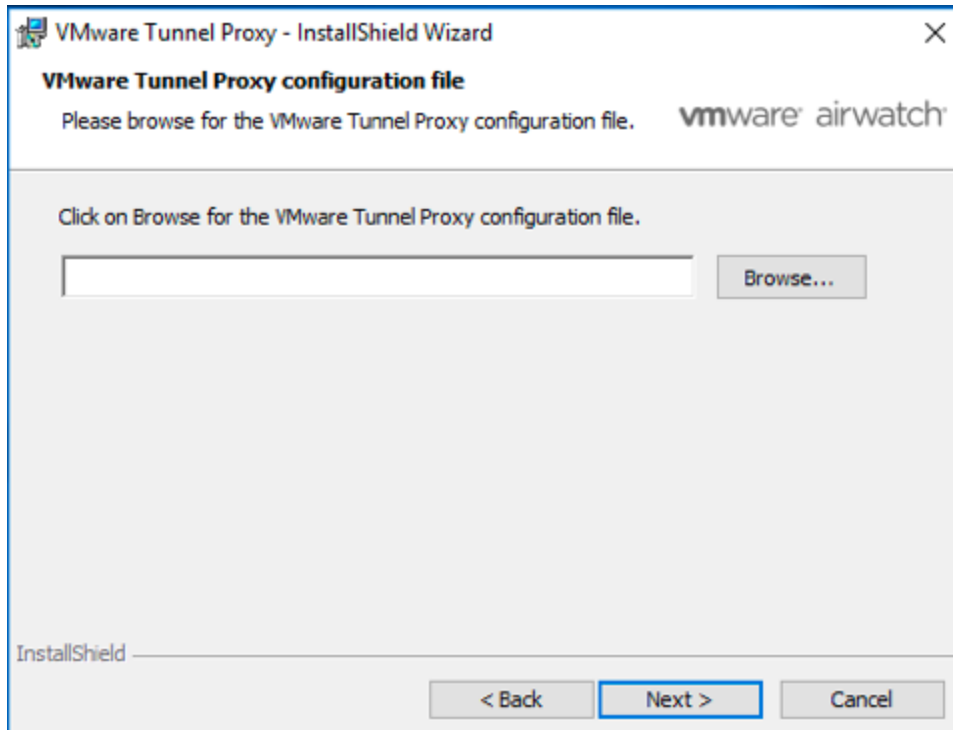 VMware Tunnel Proxy - InstallShield Wizard
VMware Tunnel Proxy configuration file
Please browse for the VMware Tunnel Proxy configuration file.
vmware airwatch
Click on Browse for the VMware Tunnel Proxy configuration file.
Browse...
InstallShield
< Back
Next >
Cancel